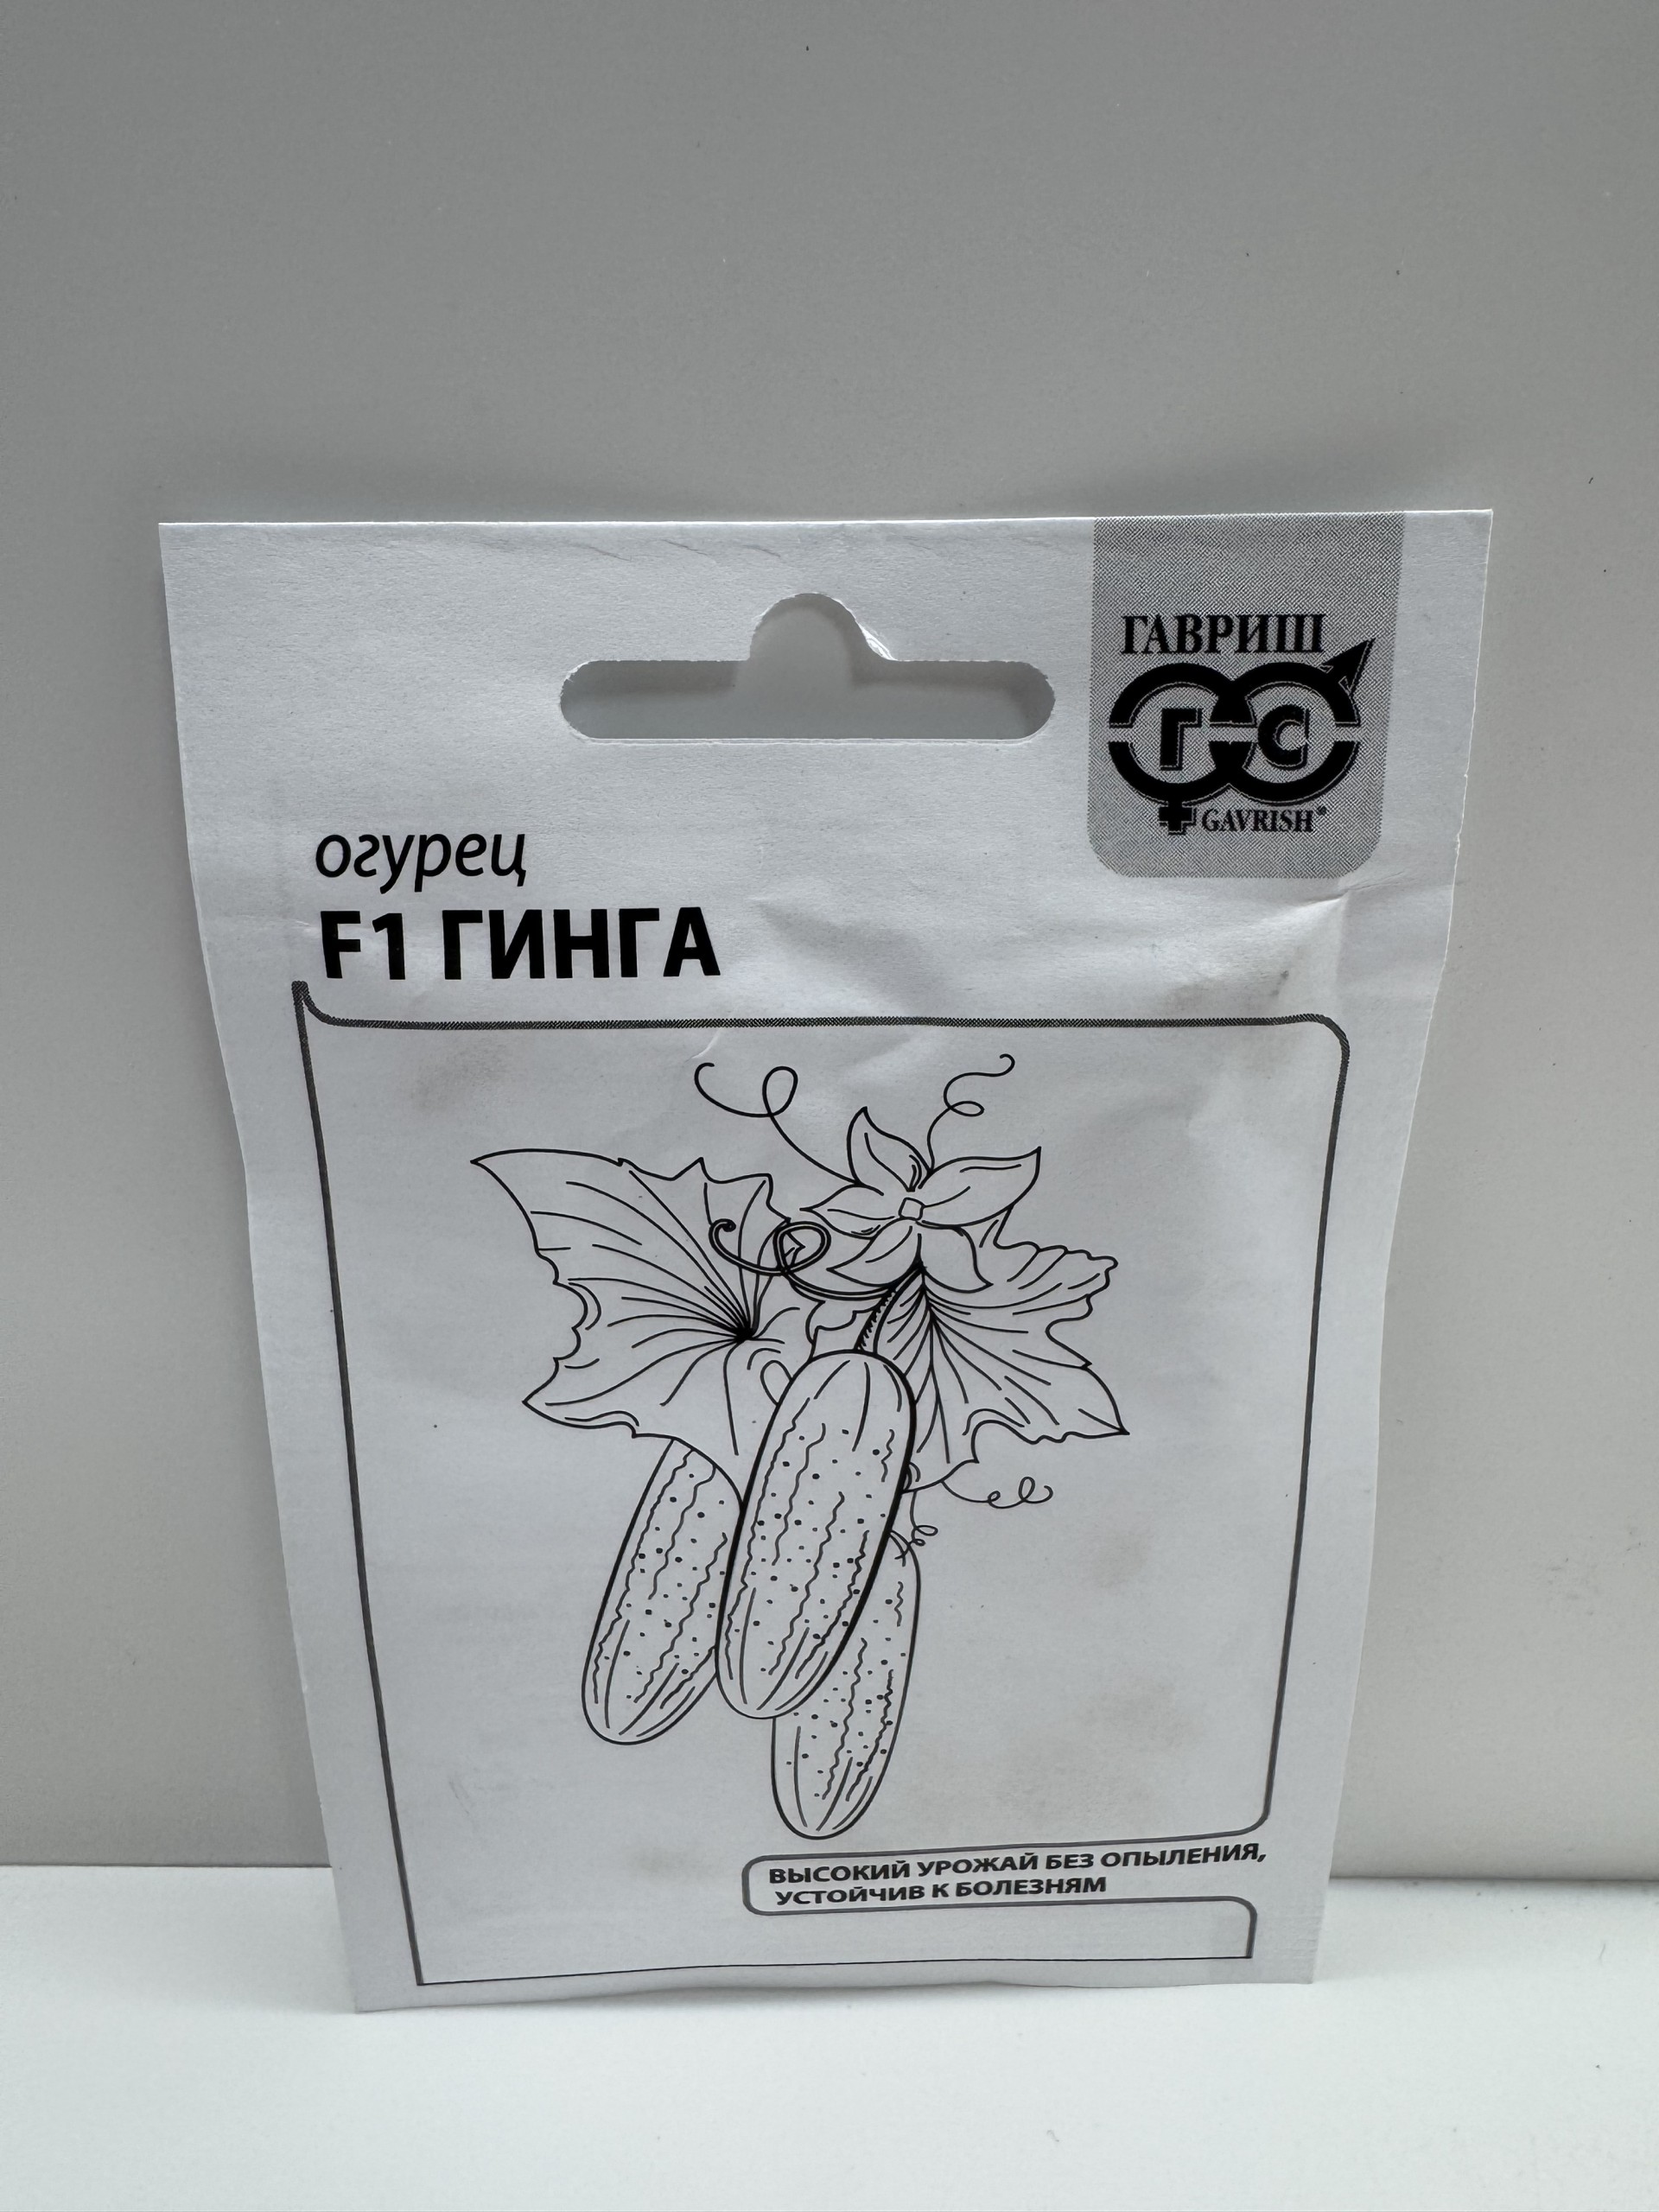 ГАВРИШ
ГС
GAVRISH®
огурец
F1 ГИНГА
ВЫСОКИЙ УРОЖАЙ БЕЗ ОПЫЛЕНИЯ,
УСТОЙЧИВ К БОЛЕЗНЯМ